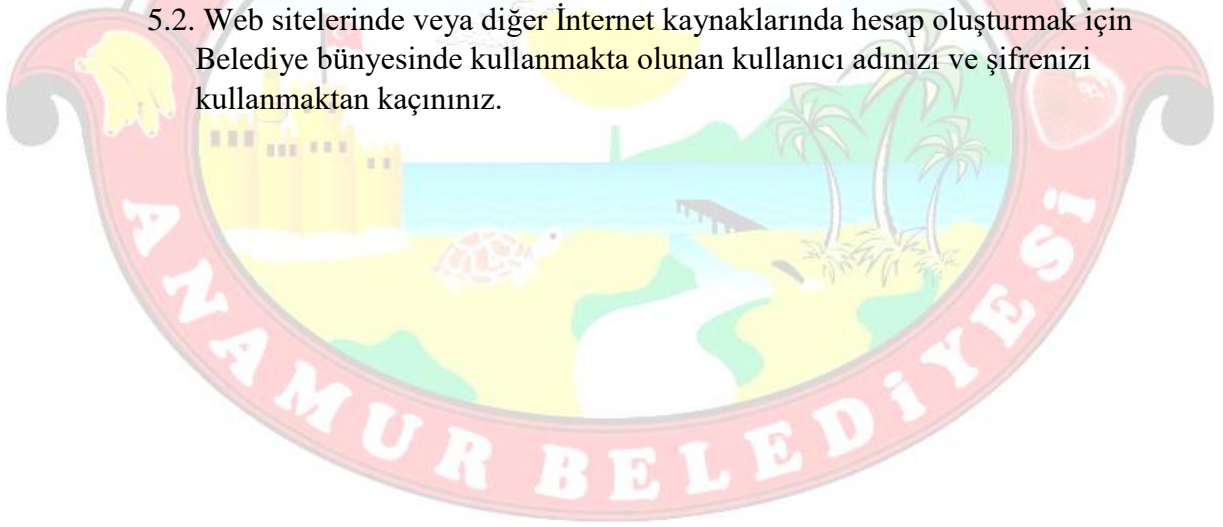 5.2. Web sitelerinde veya diğer İnternet kaynaklarında hesap oluşturmak için
Belediye bünyesinde kullanmakta olunan kullanıcı adınızı ve şifrenizi
kullanmaktan kaçınınız.
ANAMUR BELEDİYESİ